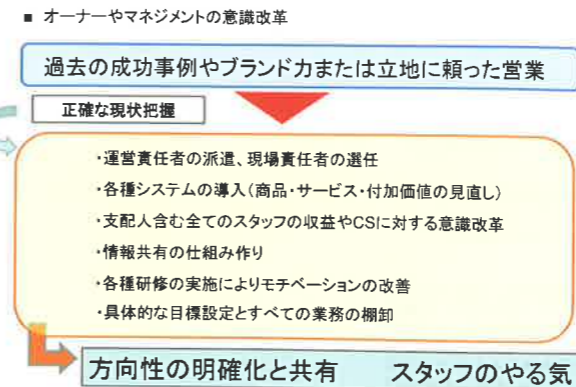 ■ オーナーやマネジメントの意識改革
過去の成功事例やブランド力または立地に頼った営業
正確な現状把握
・運営責任者の派遣、現場責任者の選任
・各種システムの導入(商品・サービス・付加価値の見直し)
・支配人含む全てのスタッフの収益やCSに対する意識改革
・情報共有の仕組み作り
・各種研修の実施によりモチベーションの改善
・具体的な目標設定とすべての業務の棚卸
方向性の明確化と共有 スタッフのやる気